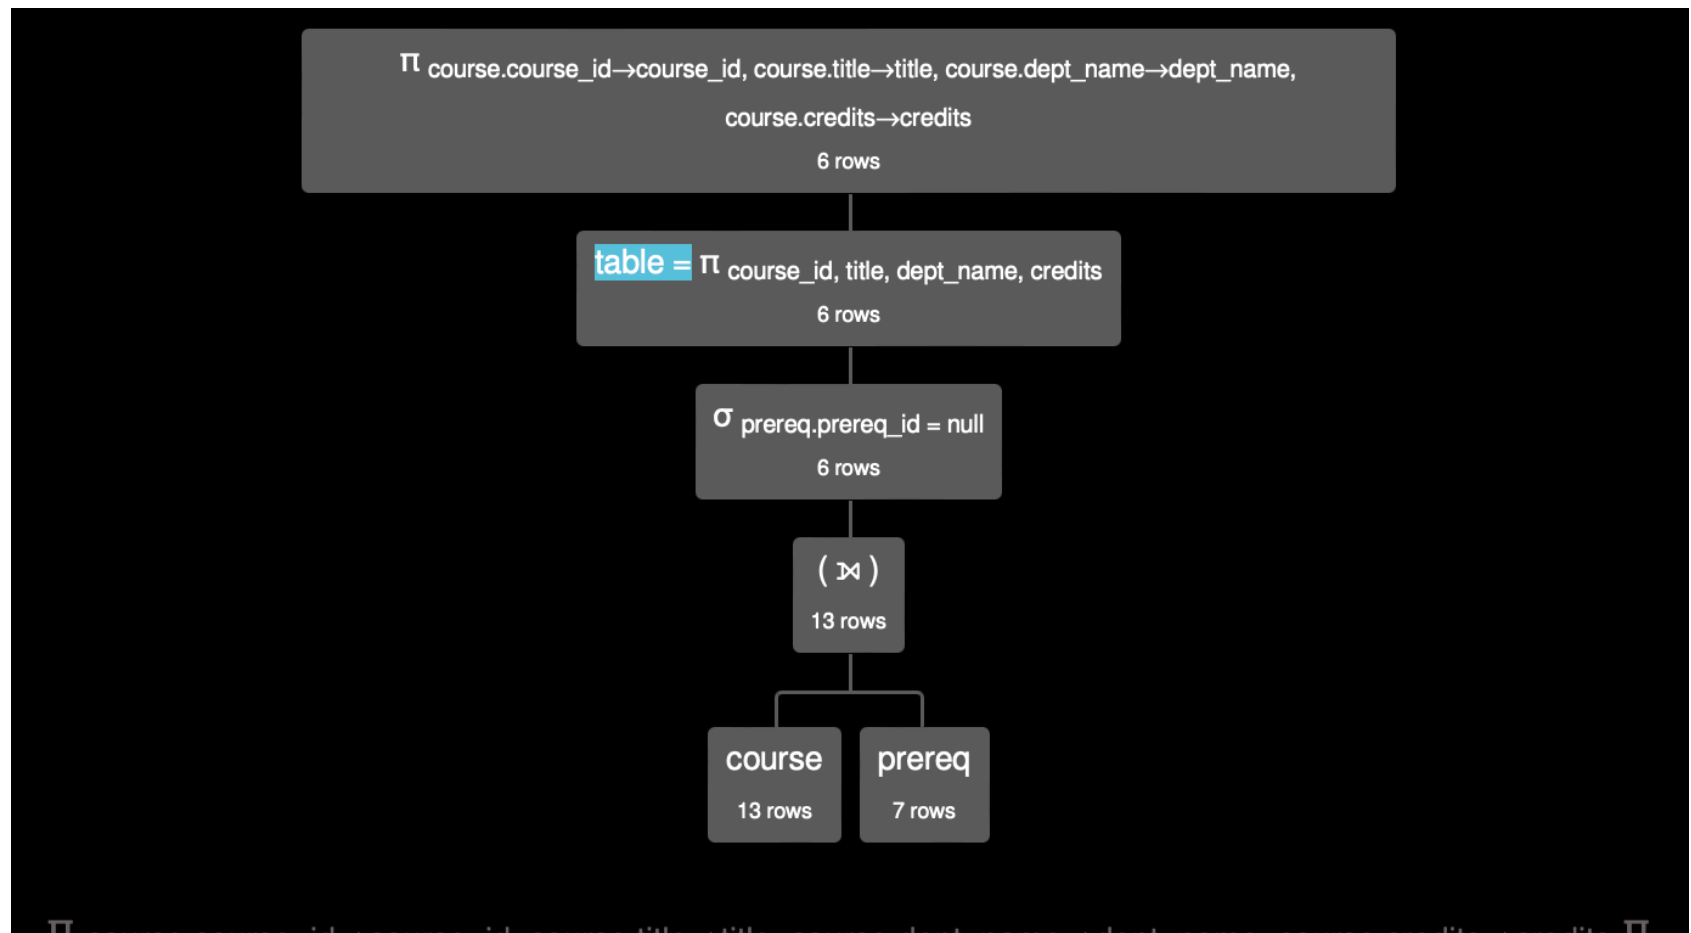 π course.course_id→course_id, course.title→title, course.dept_name→dept_name,
course.credits→credits
6 rows
table = π course_id, title, dept_name, credits
6 rows
σ prereq.prereq_id = null
6 rows
( ⟕ )
13 rows
course prereq
13 rows 7 rows